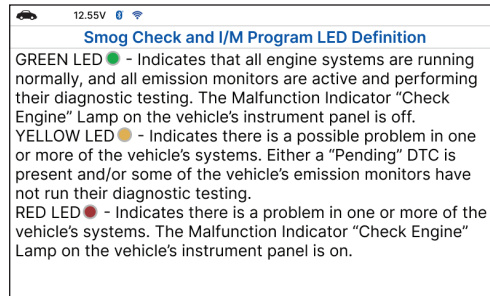 12.55V
Smog Check and I/M Program LED Definition
GREEN LED - Indicates that all engine systems are running
normally, and all emission monitors are active and performing
their diagnostic testing. The Malfunction Indicator “Check
Engine” Lamp on the vehicle’s instrument panel is off.
YELLOW LED - Indicates there is a possible problem in one
or more of the vehicle’s systems. Either a “Pending” DTC is
present and/or some of the vehicle’s emission monitors have
not run their diagnostic testing.
RED LED - Indicates there is a problem in one or more of the
vehicle’s systems. The Malfunction Indicator “Check Engine”
Lamp on the vehicle’s instrument panel is on.